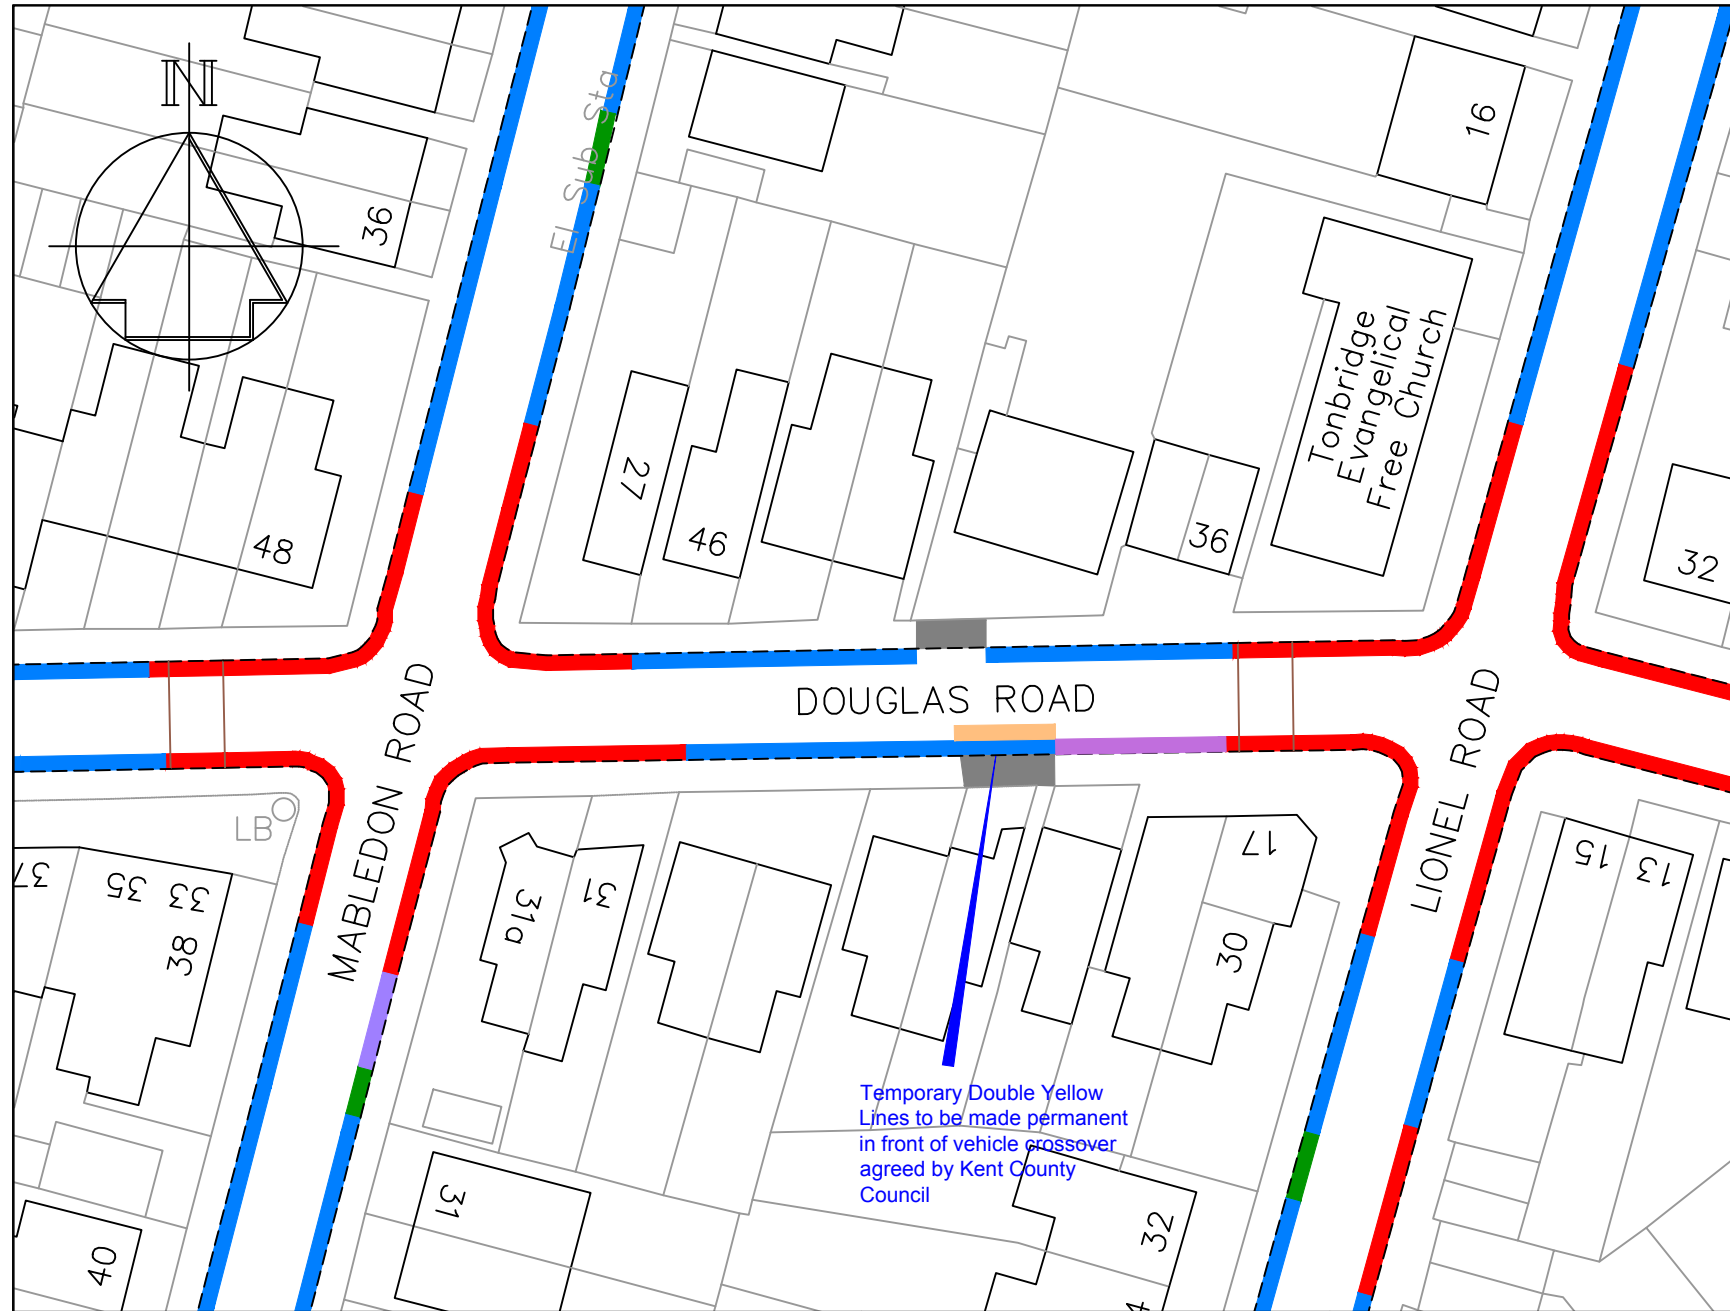 N
El Sub Sta
16
36
Tonbridge
Evangelical
Free Church
27
48
46
36
32
DOUGLAS ROAD
MABLEDON ROAD
LIONEL ROAD
LB
37
35
33
38
31a
31
17
30
15
13
Temporary Double Yellow
Lines to be made permanent
in front of vehicle crossover
agreed by Kent County
Council
31
32
40